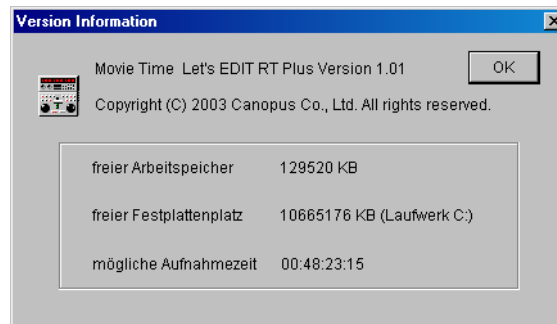 Version Information
Movie Time Let's EDIT RT Plus Version 1.01
OK
Copyright (C) 2003 Canopus Co., Ltd. All rights reserved.
freier Arbeitspeicher 129520 KB
freier Festplattenplatz 10665176 KB (Laufwerk C:)
mögliche Aufnahmezeit 00:48:23:15